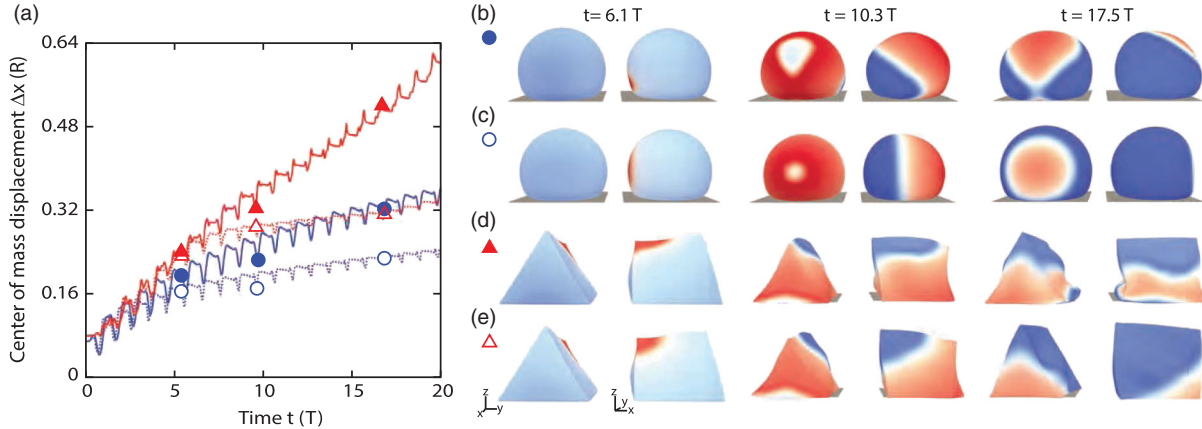 (a)
Center of mass displacement Δx (R)
0.64
0.48
0.32
0.16
0
0
5
10
15
20
Time t (T)
t= 6.1 T
t = 10.3 T
t = 17.5 T
(b)
(c)
(d)
(e)
z
x
y
z
y
x